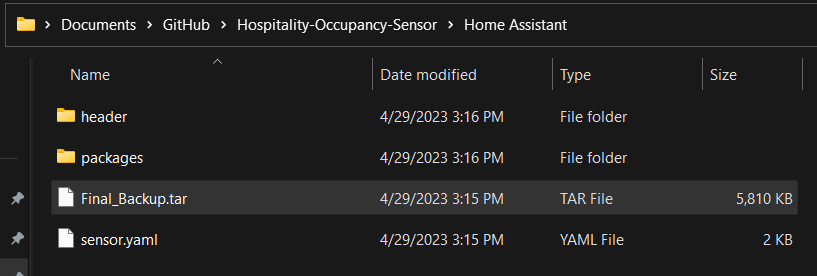 Documents > GitHub > Hospitality-Occupancy-Sensor > Home Assistant
Name Date modified Type Size
header 4/29/2023 3:16 PM File folder
packages 4/29/2023 3:16 PM File folder
Final_Backup.tar 4/29/2023 3:15 PM TAR File 5,810 KB
sensor.yaml 4/29/2023 3:15 PM YAML File 2 KB